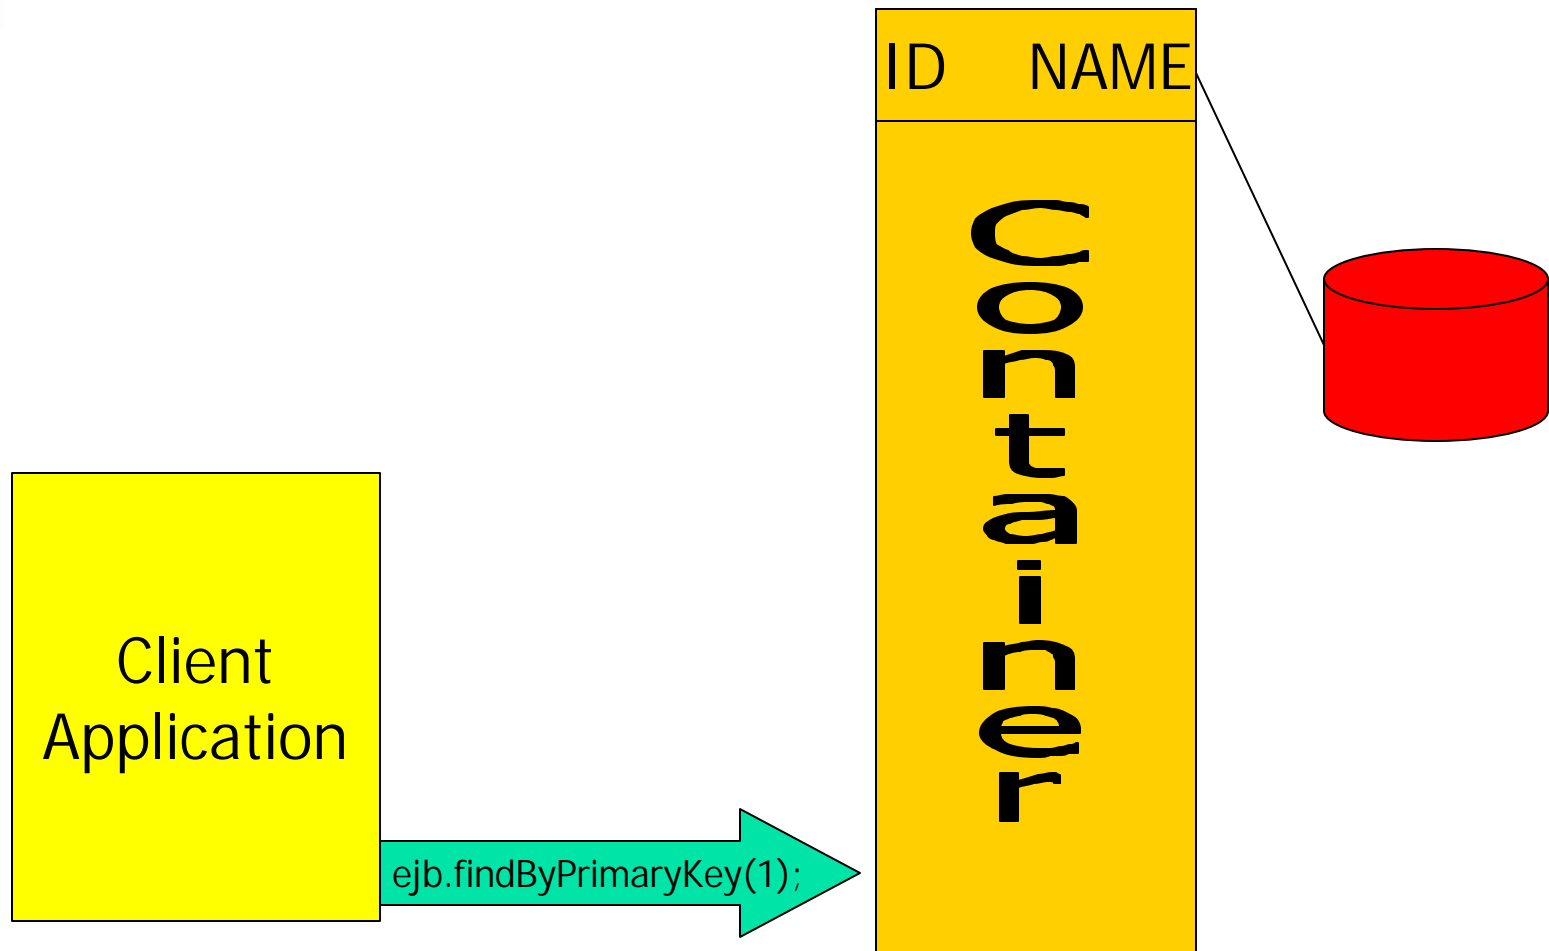 ID NAME
Container
Client
Application
ejb.findByPrimaryKey(1);